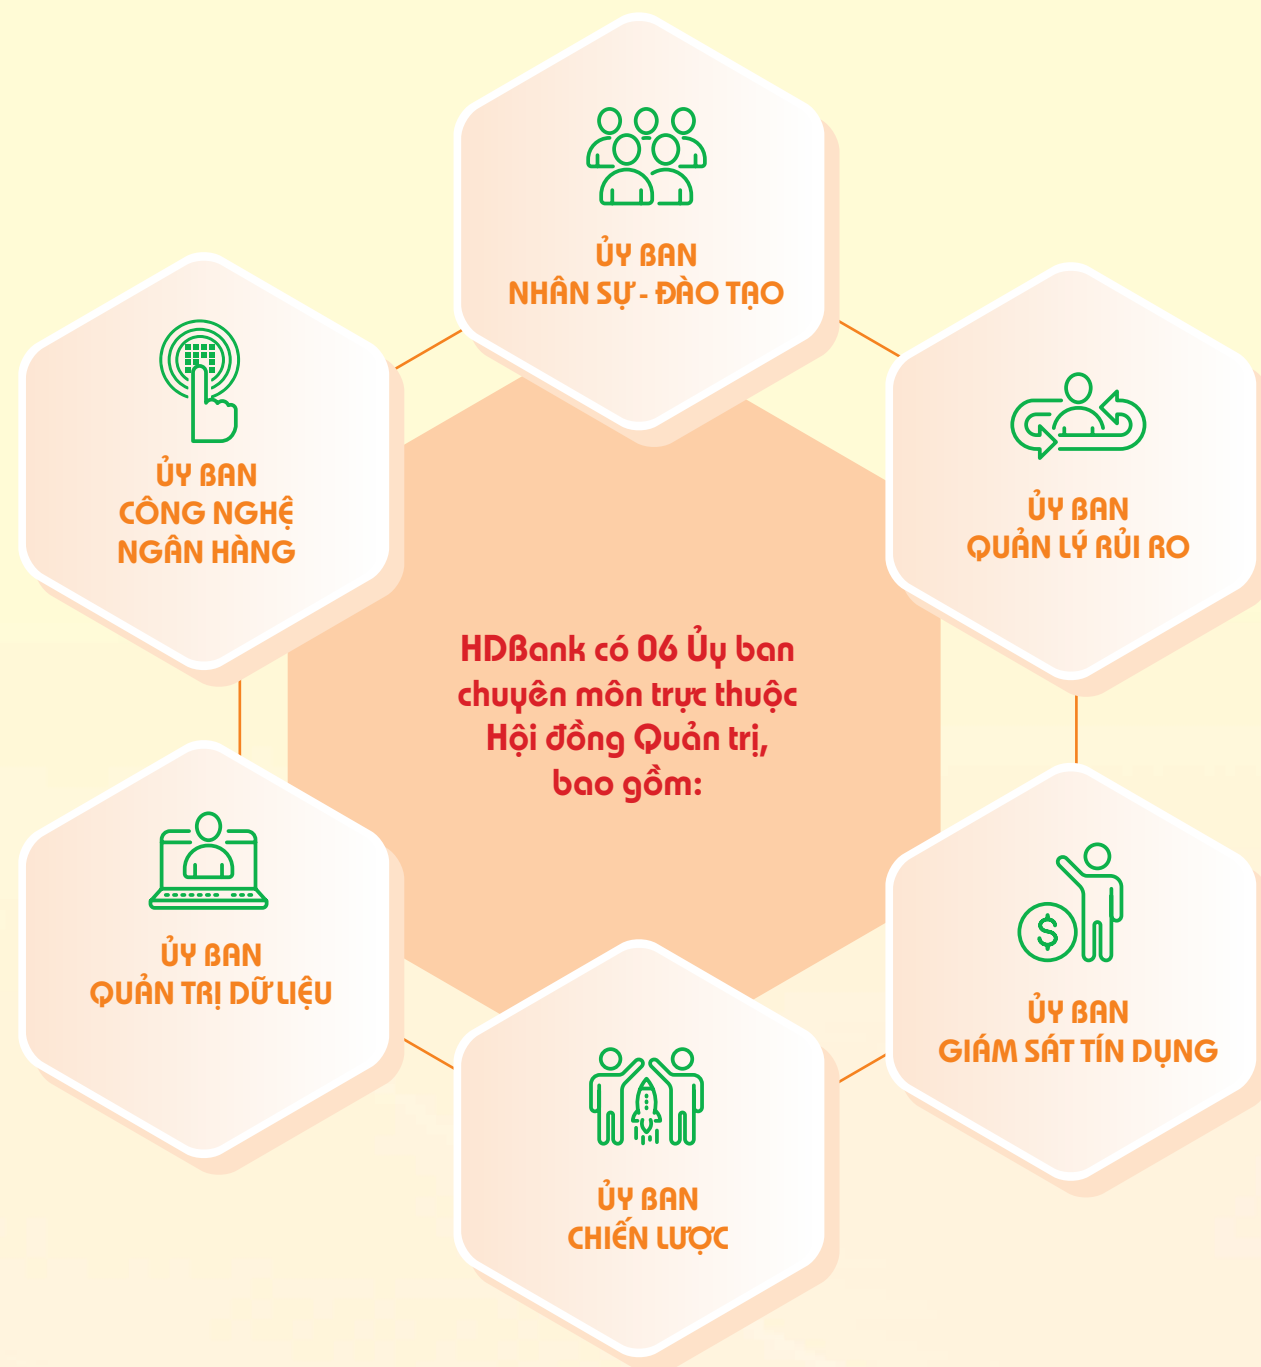 ỦY BAN
NHÂN SỰ - ĐÀO TẠO
ỦY BAN
CÔNG NGHỆ
NGÂN HÀNG
ỦY BAN
QUẢN LÝ RỦI RO
HDBank có 06 Ủy ban
chuyên môn trực thuộc
Hội đồng Quản trị,
bao gồm:
ỦY BAN
QUẢN TRỊ DỮ LIỆU
$
ỦY BAN
GIÁM SÁT TÍN DỤNG
ỦY BAN
CHIẾN LƯỢC